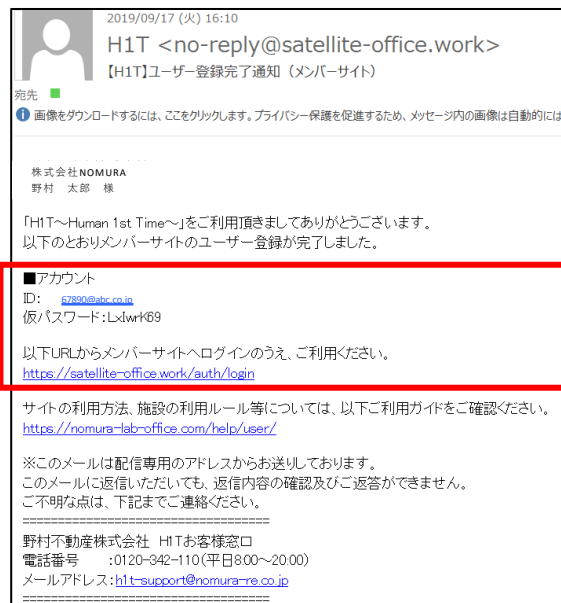 2019/09/17 (火) 16:10
H1T <no-reply@satellite-office.work>
【H1T】ユーザー登録完了通知（メンバーサイト）
宛先
画像をダウンロードするには、ここをクリックします。プライバシー保護を促進するため、メッセージ内の画像は自動的には
株式会社NOMURA
野村 太郎 様
「H1T～Human 1st Time～」をご利用頂きましてありがとうございます。
以下のとおりメンバーサイトのユーザー登録が完了しました。
■アカウント
ID: 67890@abc.co.jp
仮パスワード:LxIwrK69
以下URLからメンバーサイトへログインのうえ、ご利用ください。
https://satellite-office.work/auth/login
サイトの利用方法、施設の利用ルール等については、以下ご利用ガイドをご確認ください。
https://nomura-lab-office.com/help/user/
※このメールは配信専用のアドレスからお送りしております。
このメールに返信いただいても、返信内容の確認及びご返答ができません。
ご不明な点は、下記までご連絡ください。
==================================
野村不動産株式会社 H1Tお客様窓口
電話番号 :0120-342-110(平日8:00～20:00)
メールアドレス:h1t-support@nomura-re.co.jp
==================================